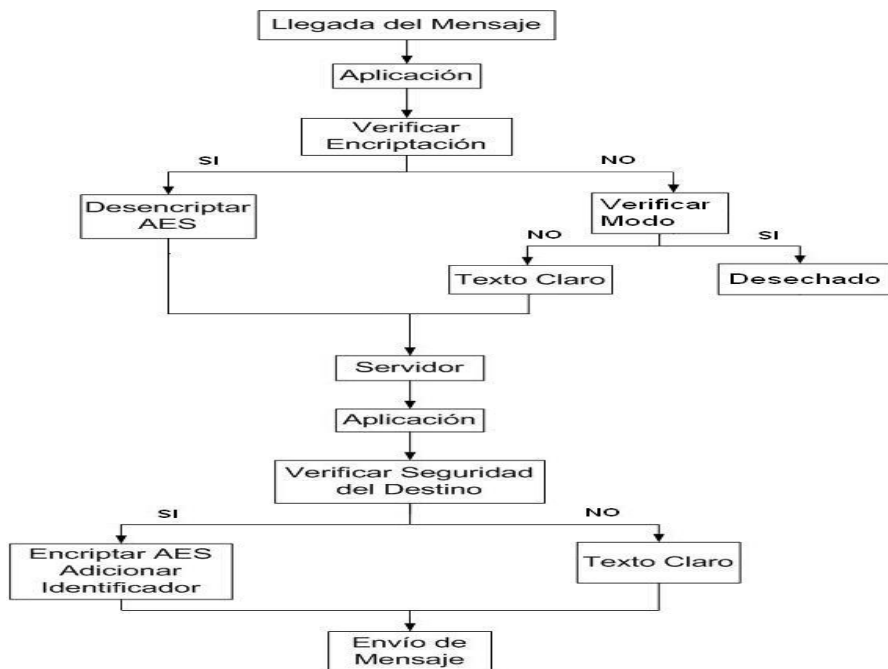 Llegada del Mensaje
Aplicación
Verificar
Encriptación
SI
NO
Desencriptar
AES
Verificar
Modo
NO
SI
Texto Claro
Desechado
Servidor
Aplicación
Verificar Seguridad
del Destino
SI
NO
Encriptar AES
Adicionar
Identificador
Texto Claro
Envío de
Mensaje